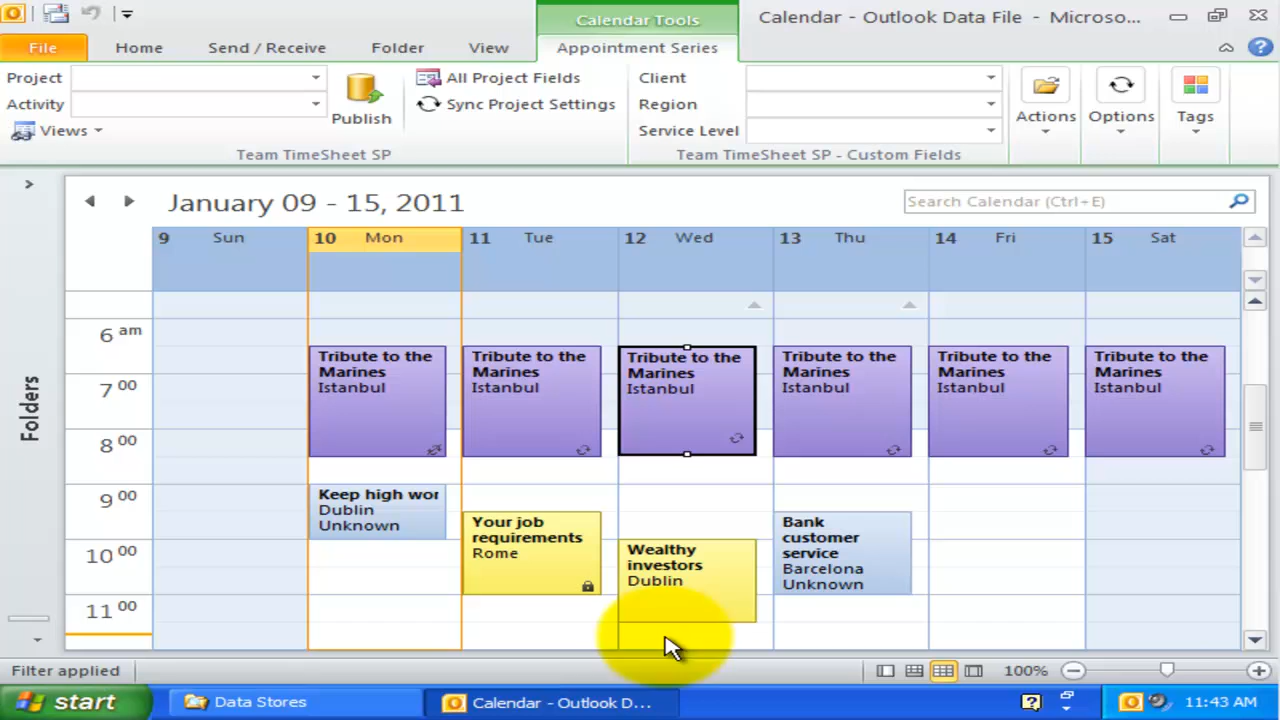 Calendar Tools
Calendar - Outlook Data File - Microso...
File
Home
Send / Receive
Folder
View
Appointment Series
Project
Activity
Views
Publish
All Project Fields
Sync Project Settings
Team TimeSheet SP
Client
Region
Service Level
Team TimeSheet SP - Custom Fields
Actions
Options
Tags
January 09 - 15, 2011
Search Calendar (Ctrl+E)
9 Sun
10 Mon
11 Tue
12 Wed
13 Thu
14 Fri
15 Sat
Folders
6 am
7 00
8 00
9 00
10 00
11 00
Tribute to the
Marines
Istanbul
Tribute to the
Marines
Istanbul
Tribute to the
Marines
Istanbul
Tribute to the
Marines
Istanbul
Tribute to the
Marines
Istanbul
Tribute to the
Marines
Istanbul
Keep high wor
Dublin
Unknown
Your job
requirements
Rome
Wealthy
investors
Dublin
Bank
customer
service
Barcelona
Unknown
Filter applied
100%
start
Data Stores
Calendar - Outlook D...
11:43 AM